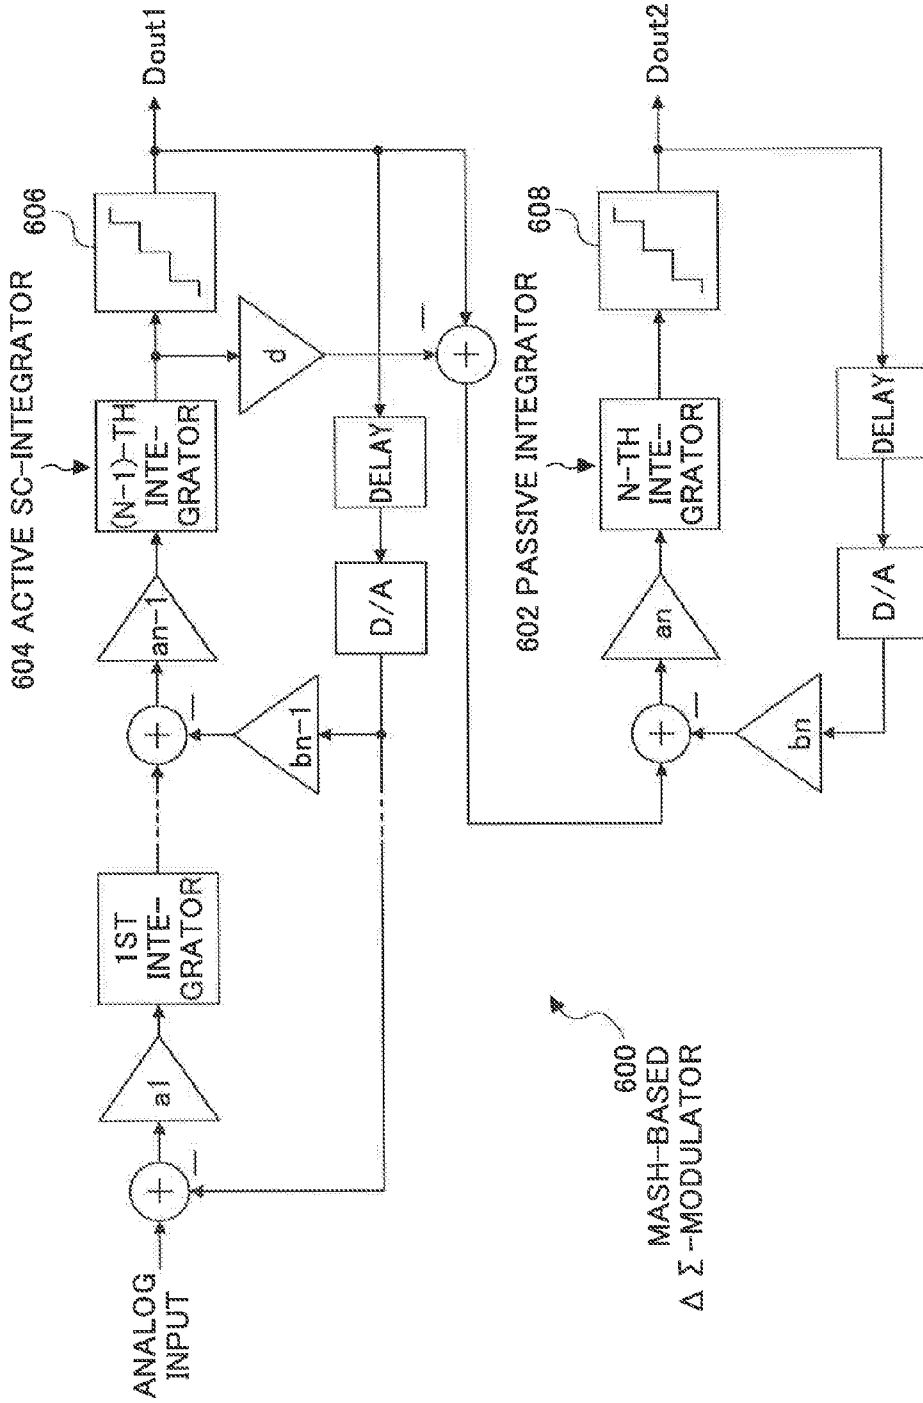 604 ACTIVE SC-INTEGRATOR
606
ANALOG
INPUT
+
−
a1
1ST
INTE-
GRATOR
+
−
an-1
(N-1)-TH
INTE-
GRATOR
Dout1
bn-1
d
−
+
D/A
DELAY
602 PASSIVE INTEGRATOR
608
+
−
an
N-TH
INTE-
GRATOR
Dout2
bn
D/A
DELAY
600
MASH-BASED
Δ Σ -MODULATOR